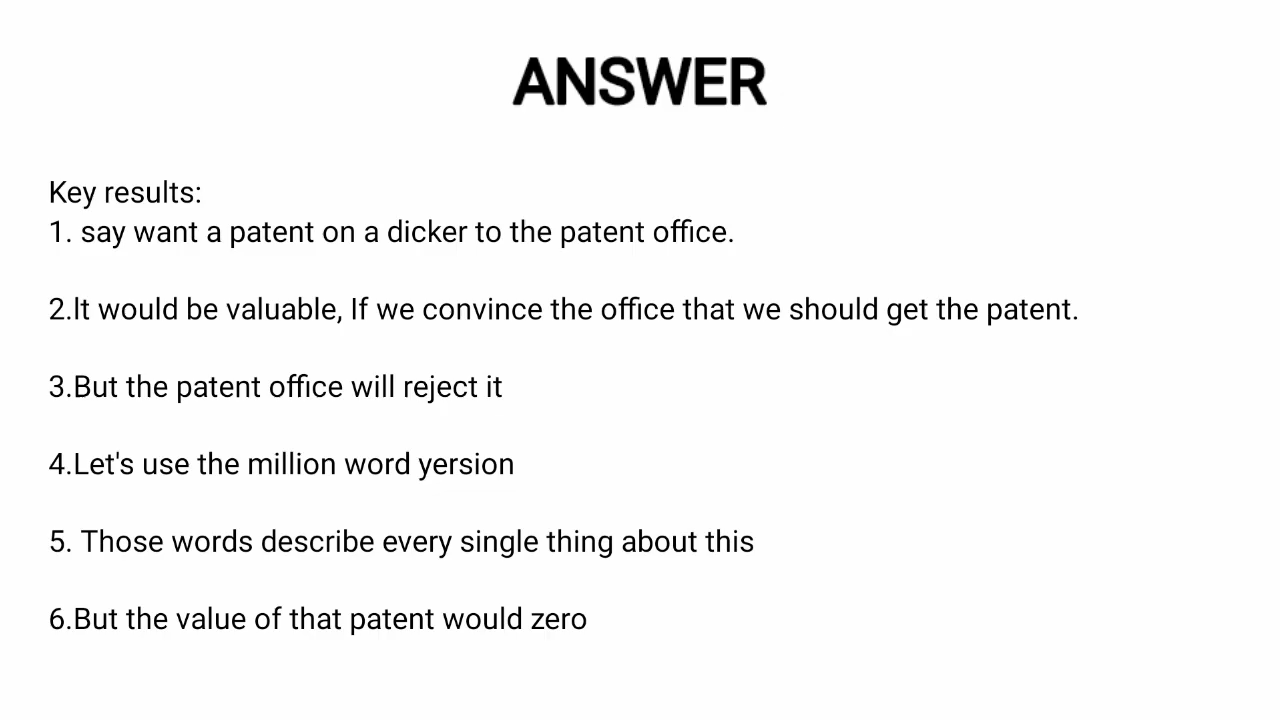 ANSWER
Key results:
1. say want a patent on a dicker to the patent office.
2.lt would be valuable, If we convince the office that we should get the patent.
3.But the patent office will reject it
4.Let's use the million word yersion
5. Those words describe every single thing about this
6.But the value of that patent would zero